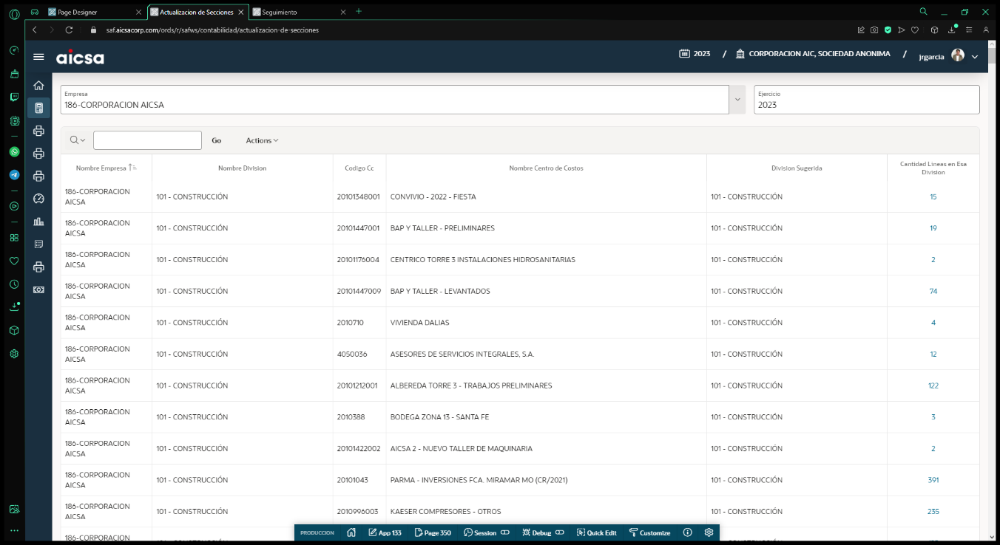 Page Designer
Actualizacion de Secciones
Seguimiento
saf.aicsacorp.com/ords/r/safws/contabilidad/actualizacion-de-secciones
aicsa
2023 / CORPORACION AIC, SOCIEDAD ANONIMA / jrgarcia
Empresa
186-CORPORACION AICSA
Ejercicio
2023
Go
Actions
Nombre Empresa Nombre Division Codigo Cc Nombre Centro de Costos Division Sugerida Cantidad Lineas en Esa
Division
186-CORPORACION
AICSA 101 - CONSTRUCCIÓN 20101348001 CONVIVIO - 2022 - FIESTA 101 - CONSTRUCCIÓN 15
186-CORPORACION
AICSA 101 - CONSTRUCCIÓN 20101447001 BAP Y TALLER - PRELIMINARES 101 - CONSTRUCCIÓN 19
186-CORPORACION
AICSA 101 - CONSTRUCCIÓN 20101176004 CENTRICO TORRE 3 INSTALACIONES HIDROSANITARIAS 101 - CONSTRUCCIÓN 2
186-CORPORACION
AICSA 101 - CONSTRUCCIÓN 20101447009 BAP Y TALLER - LEVANTADOS 101 - CONSTRUCCIÓN 74
186-CORPORACION
AICSA 101 - CONSTRUCCIÓN 2010710 VIVIENDA DALIAS 101 - CONSTRUCCIÓN 4
186-CORPORACION
AICSA 101 - CONSTRUCCIÓN 4050036 ASESORES DE SERVICIOS INTEGRALES, S.A. 101 - CONSTRUCCIÓN 12
186-CORPORACION
AICSA 101 - CONSTRUCCIÓN 20101212001 ALBEREDA TORRE 3 - TRABAJOS PRELIMINARES 101 - CONSTRUCCIÓN 122
186-CORPORACION
AICSA 101 - CONSTRUCCIÓN 2010388 BODEGA ZONA 13 - SANTA FE 101 - CONSTRUCCIÓN 3
186-CORPORACION
AICSA 101 - CONSTRUCCIÓN 20101422002 AICSA 2 - NUEVO TALLER DE MAQUINARIA 101 - CONSTRUCCIÓN 2
186-CORPORACION
AICSA 101 - CONSTRUCCIÓN 20101043 PARMA - INVERSIONES FCA. MIRAMAR MO (CR/2021) 101 - CONSTRUCCIÓN 391
186-CORPORACION
AICSA 101 - CONSTRUCCIÓN 2010996003 KAESER COMPRESORES - OTROS 101 - CONSTRUCCIÓN 235
186-CORPORACION
PRODUCCION App 133 Page 350 Session Debug Quick Edit Customize